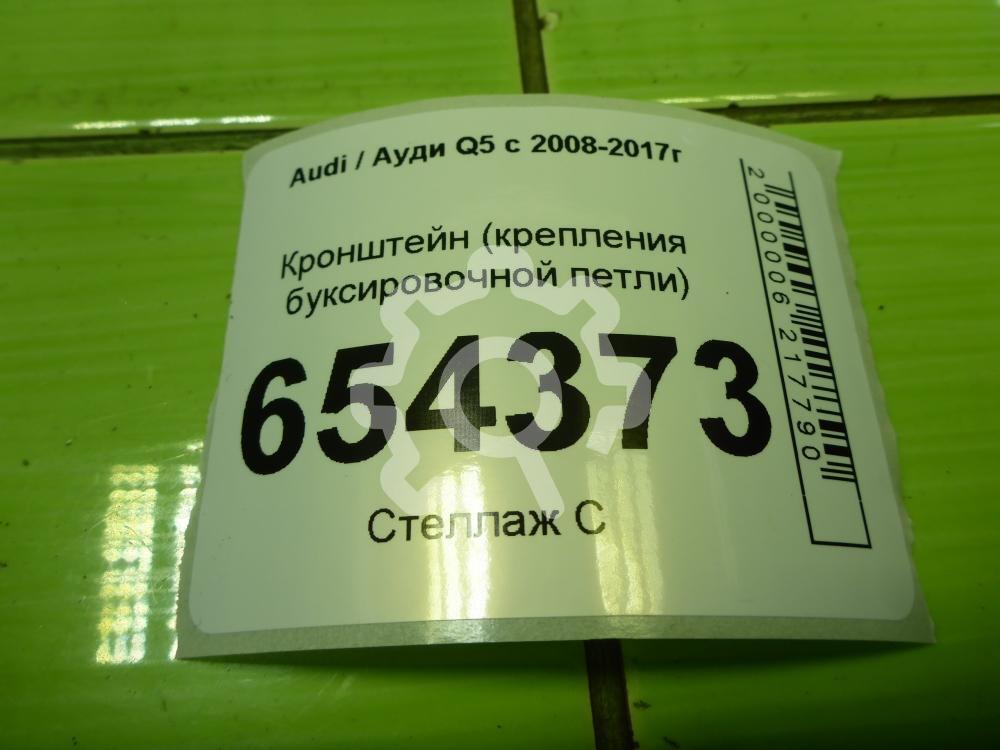 Audi / Ауди Q5 с 2008-2017г
Кронштейн (крепления
буксировочной петли)
654373
Стеллаж С
2000006217790